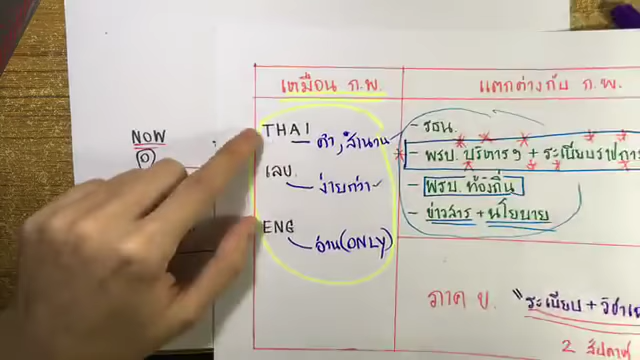 เหมือน ก.พ.
แตกต่างกับ ก.พ.
NOW
THAI
คำ, สำนวน
เลข.
ง่ายกว่า
ENG
อ่าน(ONLY)
- รธน.
- พรบ. บริหารฯ + ระเบียบราชการ
- พรบ. ท้องถิ่น
- ข่าวสาร + นโยบาย
ภาค ข. "ระเบียบ +
2 สัปดาห์